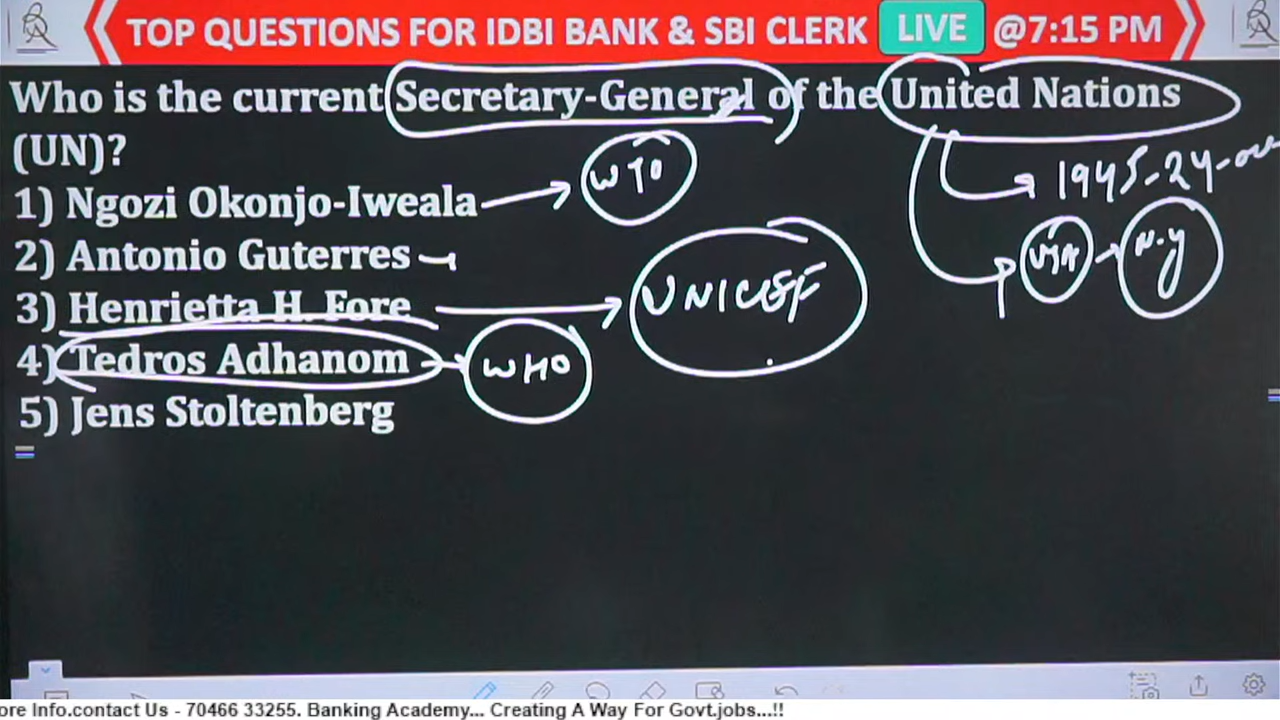 TOP QUESTIONS FOR IDBI BANK & SBI CLERK LIVE @7:15 PM
Who is the current Secretary-General of the United Nations
(UN)?
1) Ngozi Okonjo-Iweala
WTO
1945-24-
2) Antonio Guterres
USA
N.Y
3) Henrietta H. Fore
UNICEF
4) Tedros Adhanom
WHO
5) Jens Stoltenberg
ore Info.contact Us - 70466 33255. Banking Academy... Creating A Way For Govt.jobs...!!